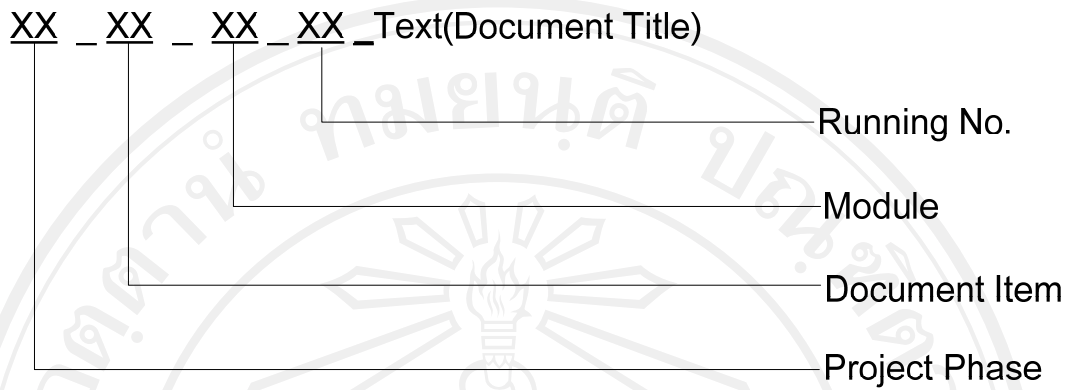 XX _ XX _ XX _ XX _Text(Document Title)
Running No.
Module
Document Item
Project Phase